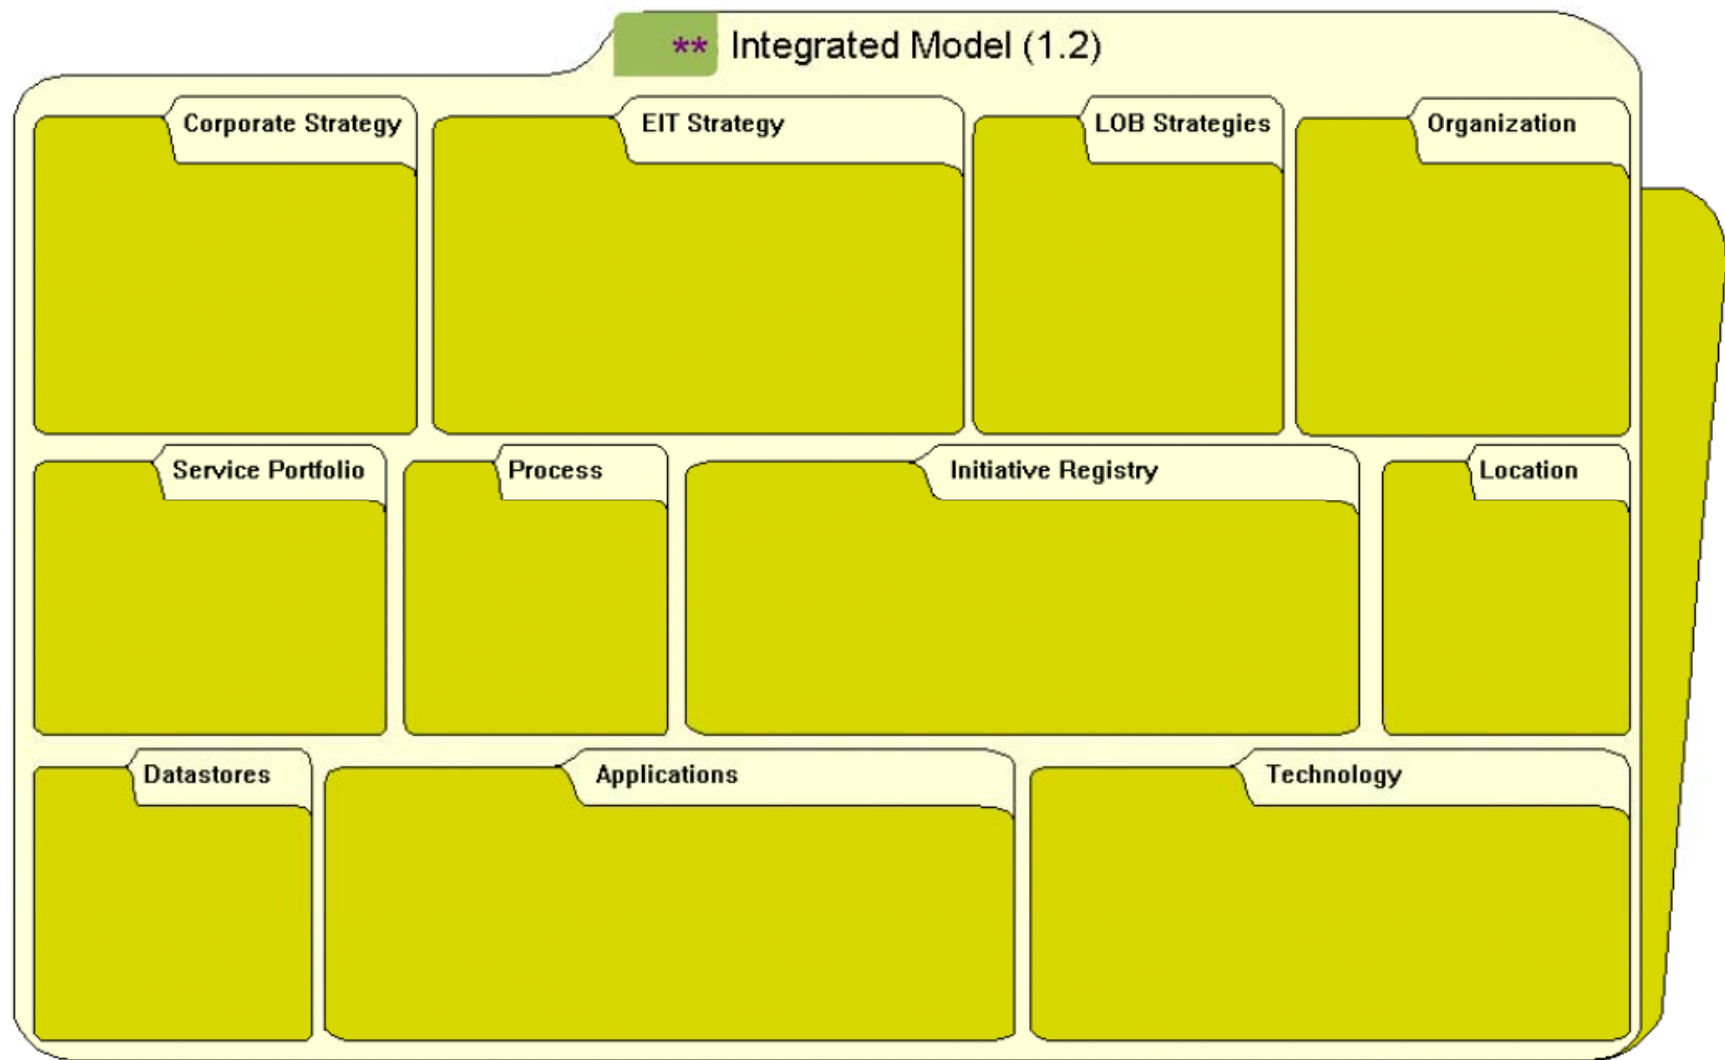 ** Integrated Model (1.2)
Corporate Strategy
EIT Strategy
LOB Strategies
Organization
Service Portfolio
Process
Initiative Registry
Location
Datastores
Applications
Technology